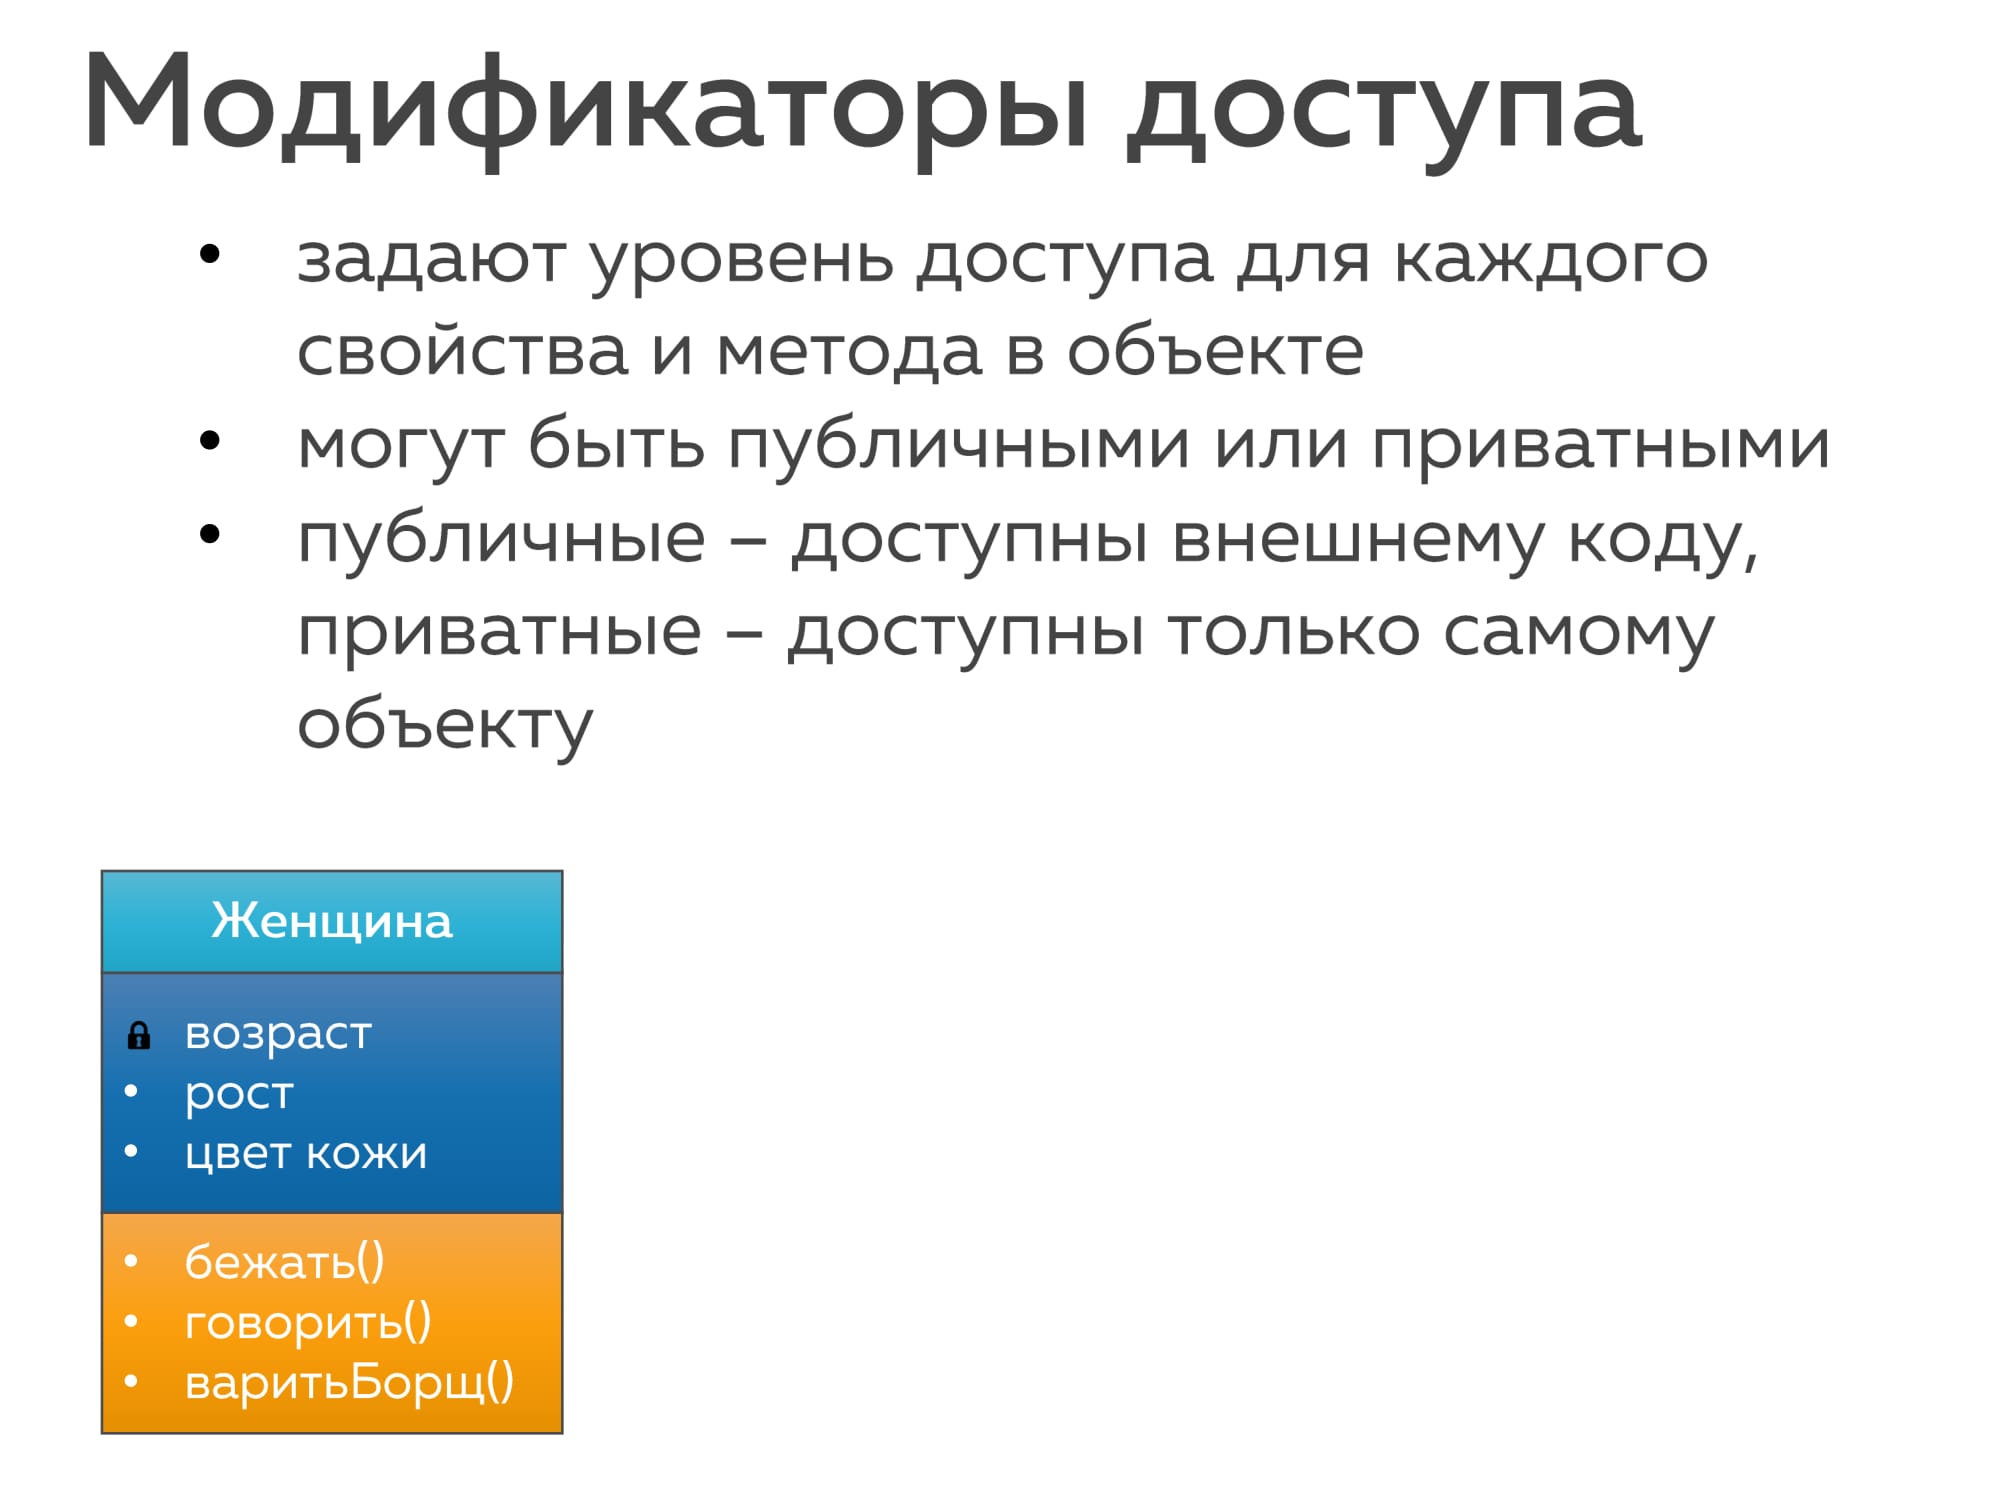 Модификаторы доступа
• задают уровень доступа для каждого
свойства и метода в объекте
• могут быть публичными или приватными
• публичные – доступны внешнему коду,
приватные – доступны только самому
объекту
Женщина
возраст
• рост
• цвет кожи
• бежать()
• говорить()
• варитьБорщ()